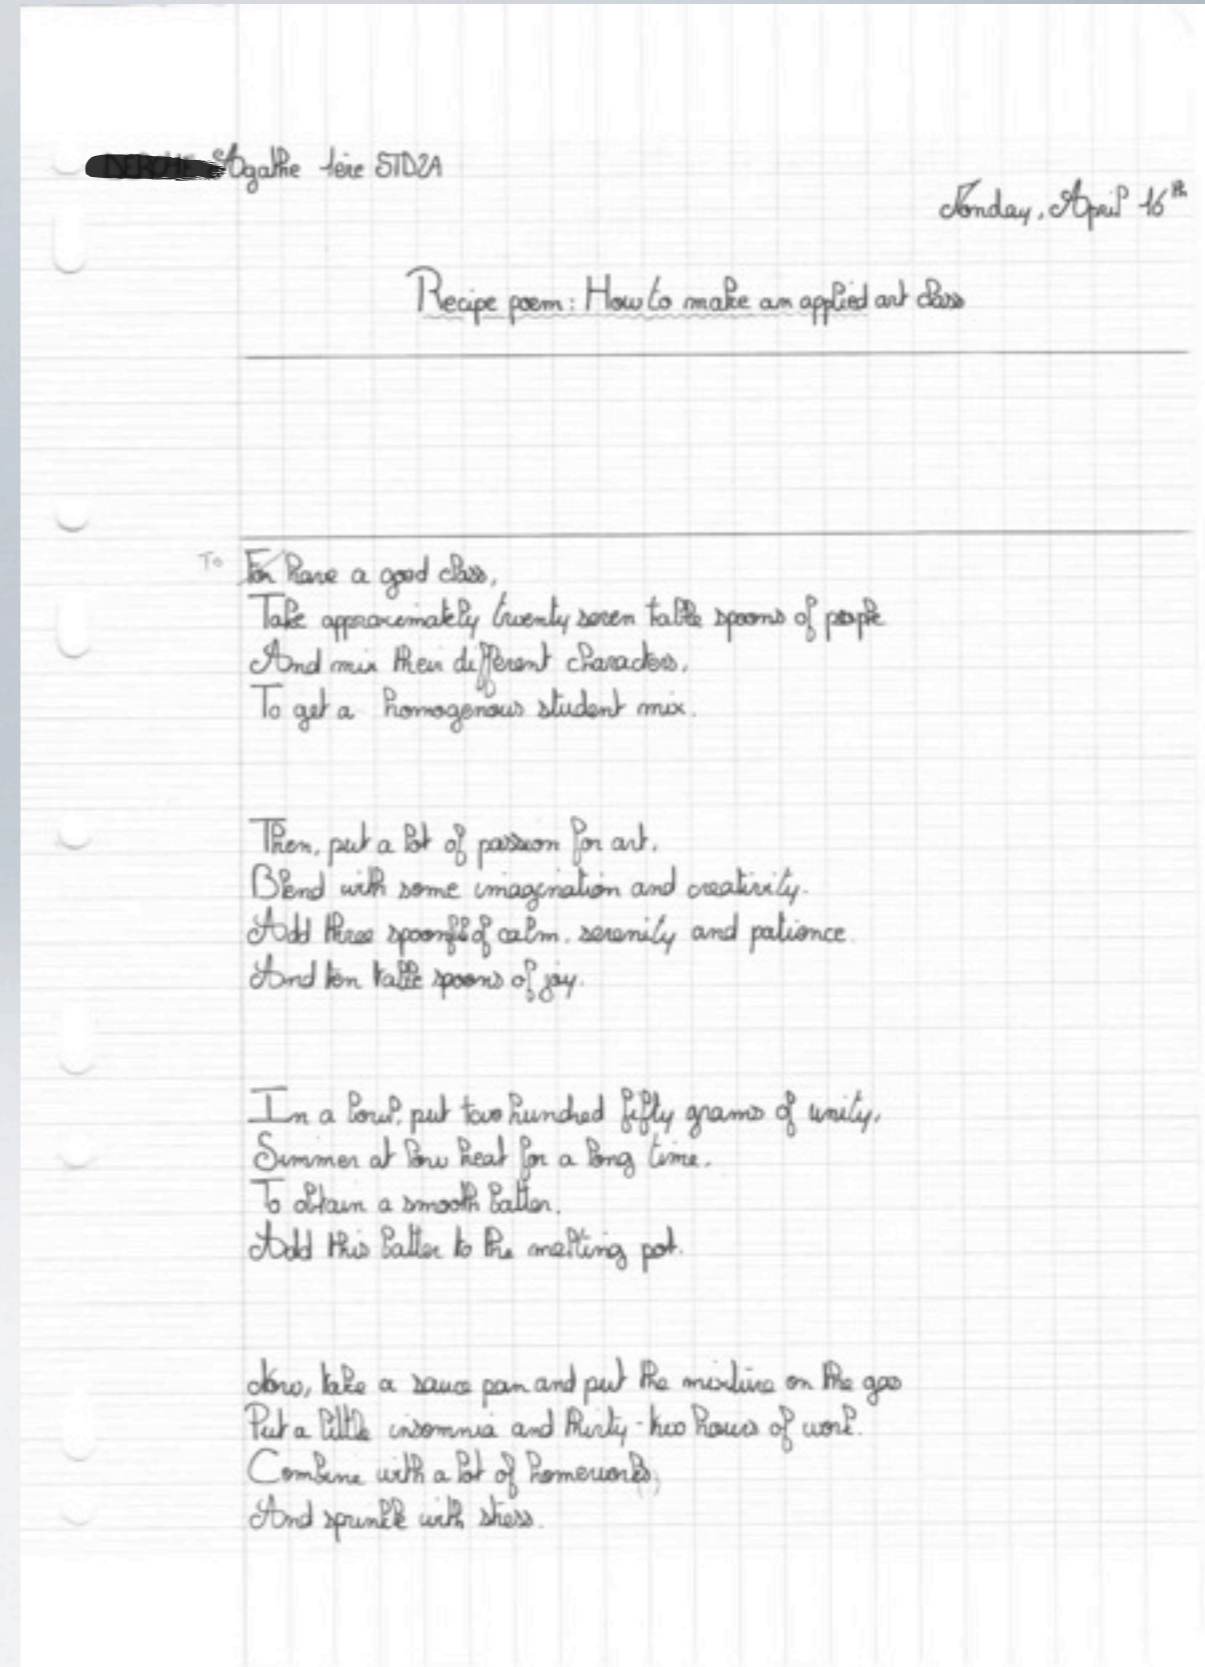 Agathe 1ère STD2A
Monday, April 16th
Recipe poem: How to make an applied art class
To For have a good class,
Take approximately twenty seven table spoons of people
And mix their different characters,
To get a homogenous student mix.
Then, put a lot of passion for art,
Blend with some imagination and creativity.
Add three spoonfuls of calm, serenity and patience
And ten table spoons of joy.
In a bowl, put two hundred fifty grams of unity,
Simmer at low heat for a long time,
To obtain a smooth batter,
Add this batter to the melting pot.
Now, take a sauce pan and put the mixture on the gas
Put a little insomnia and thirty-two hours of work.
Combine with a lot of homeworks,
And sprinkle with stress.